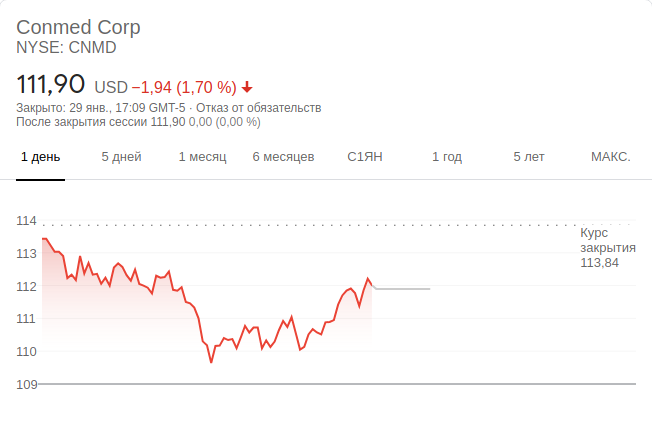 Conmed Corp
NYSE: CNMD
111,90 USD −1,94 (1,70 %)
Закрыто: 29 янв., 17:09 GMT-5 · Отказ от обязательств
После закрытия сессии 111,90 0,00 (0,00 %)
1 день 5 дней 1 месяц 6 месяцев С1ЯН 1 год 5 лет МАКС.
114
Курс
закрытия
113,84
113
112
111
110
109